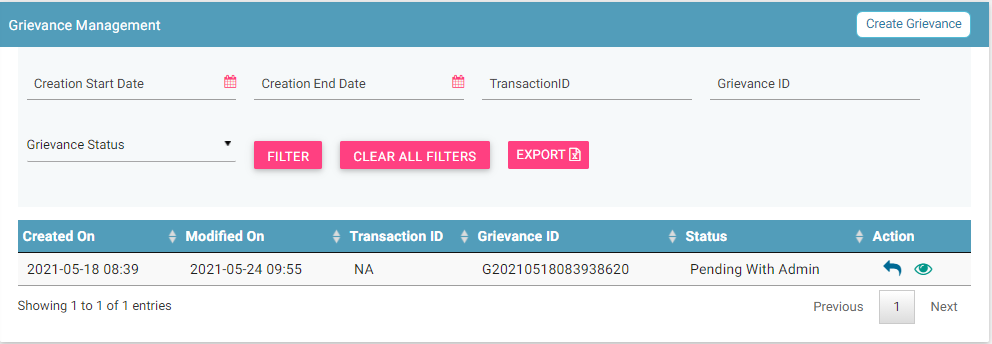 Grievance Management Create Grievance
Creation Start Date Creation End Date TransactionID Grievance ID
Grievance Status FILTER CLEAR ALL FILTERS EXPORT
Created On Modified On Transaction ID Grievance ID Status Action
2021-05-18 08:39 2021-05-24 09:55 NA G20210518083938620 Pending With Admin
Showing 1 to 1 of 1 entries Previous 1 Next